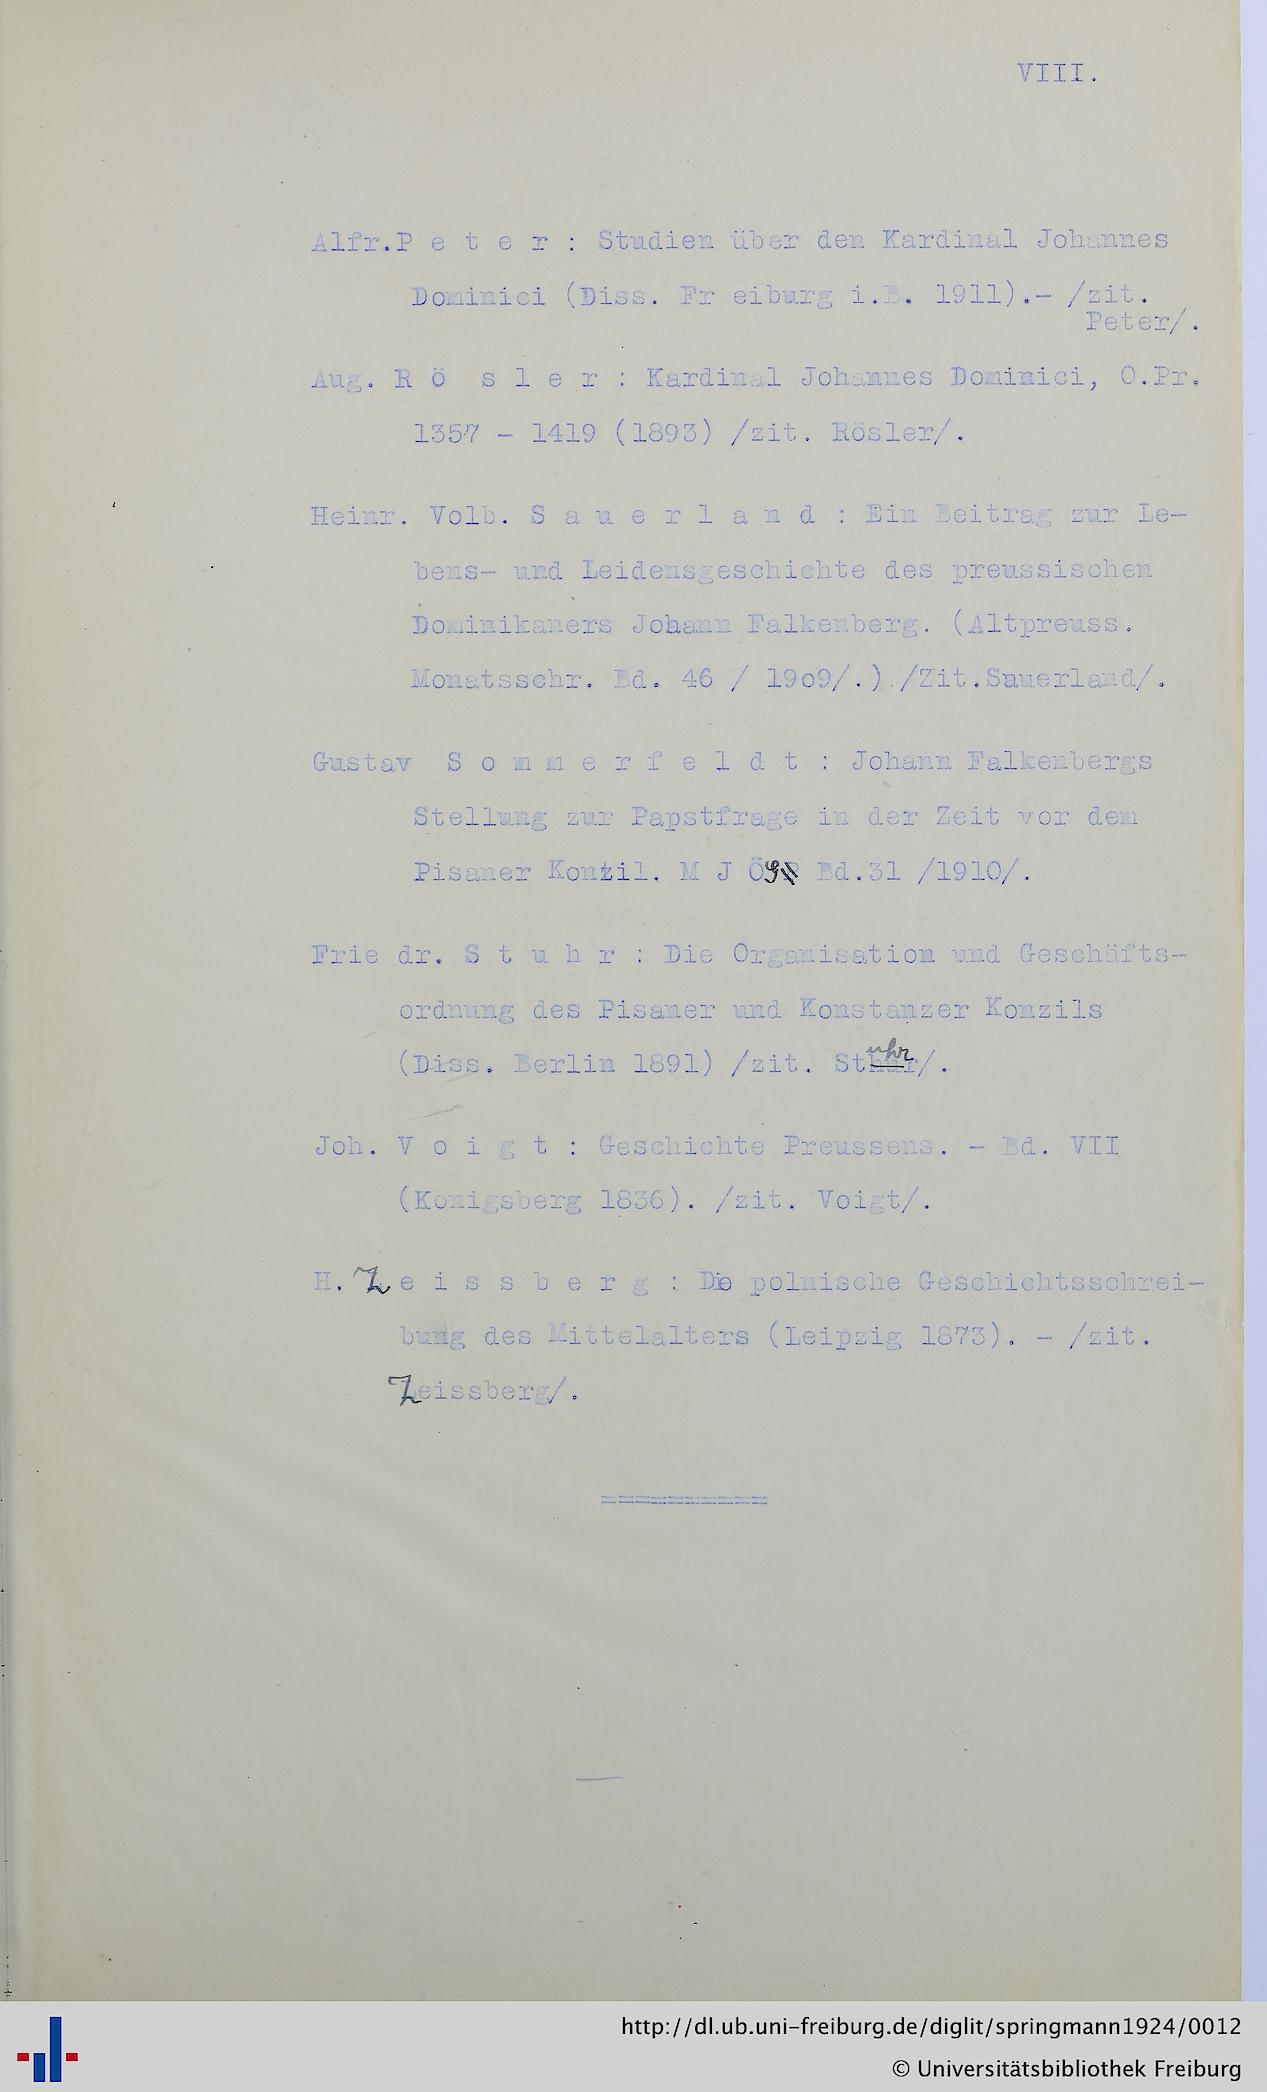 VIII.
Alfr.P e t e r : Studien über den Kardinal Johannes
Dominici (Diss. Fr eiburg i.B. 1911).- /zit.
Peter/.
Aug. R ö s l e r : Kardinal Johannes Dominici, O.Pr.
1357 - 1419 (1893) /zit. Rösler/.
Heinr. Volb. S a u e r l a n d : Ein Beitrag zur Le-
bens- und Leidensgeschichte des preussischen
Dominikaners Johann Falkenberg. (Altpreuss.
Monatsschr. Bd. 46 / 19o9/.) /Zit.Sauerland/.
Gustav S o m m e r f e l d t : Johann Falkenbergs
Stellung zur Papstfrage in der Zeit vor dem
Pisaner Konzil. M J Ö G Bd.31 /1910/.
Frie dr. S t u h r : Die Organisation und Geschäfts-
ordnung des Pisaner und Konstanzer Konzils
(Diss. Berlin 1891) /zit. Stuhr/.
Joh. V o i g t : Geschichte Preussens. - Bd. VII
(Königsberg 1836). /zit. Voigt/.
H. Z e i s s b e r g : Die polnische Geschichtsschrei-
bung des Mittelalters (Leipzig 1873). - /zit.
Zeissberg/.
==========
http://dl.ub.uni-freiburg.de/diglit/springmann1924/0012
© Universitätsbibliothek Freiburg